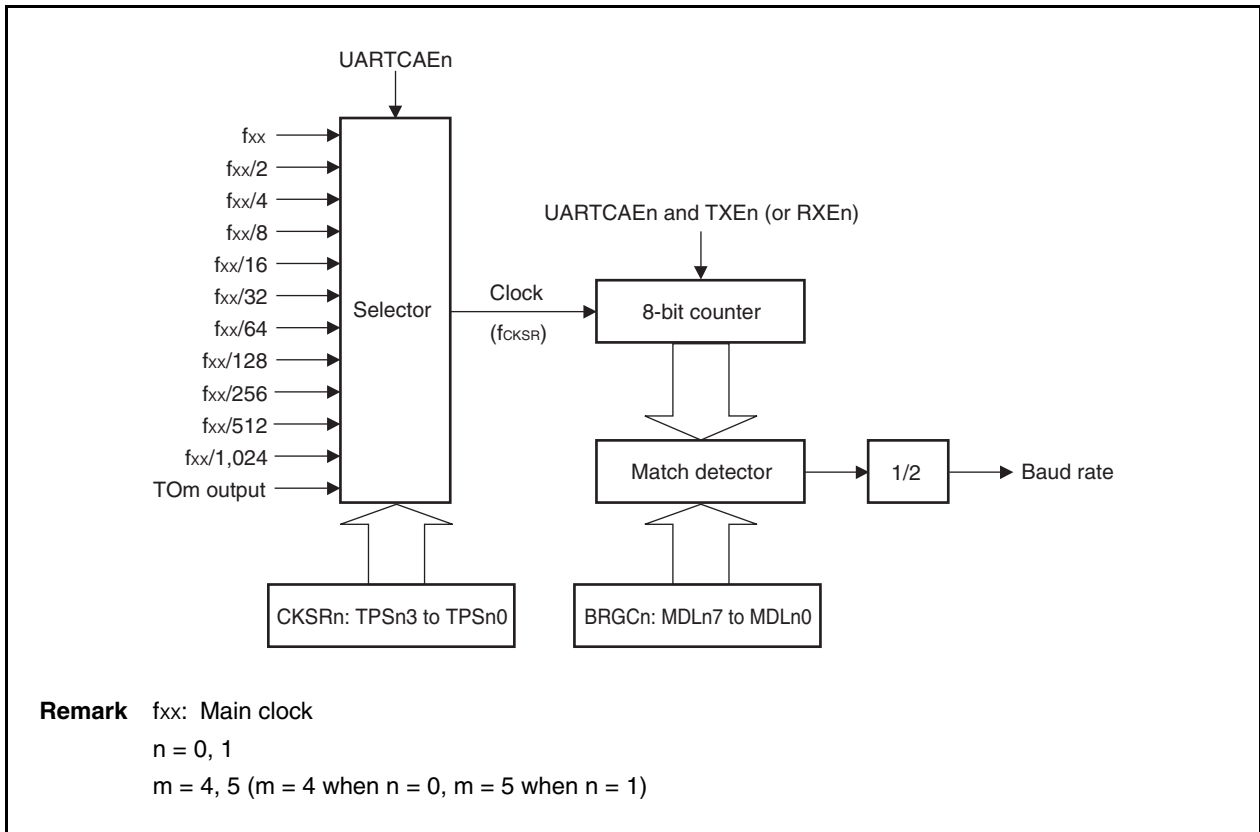 UARTCAEn
fxx
fxx/2
fxx/4
fxx/8
fxx/16
fxx/32
fxx/64
fxx/128
fxx/256
fxx/512
fxx/1,024
TOm output
Selector
Clock
(fCKSR)
UARTCAEn and TXEn (or RXEn)
8-bit counter
Match detector
1/2
Baud rate
CKSRn: TPSn3 to TPSn0
BRGCn: MDLn7 to MDLn0
Remark fxx: Main clock
n = 0, 1
m = 4, 5 (m = 4 when n = 0, m = 5 when n = 1)